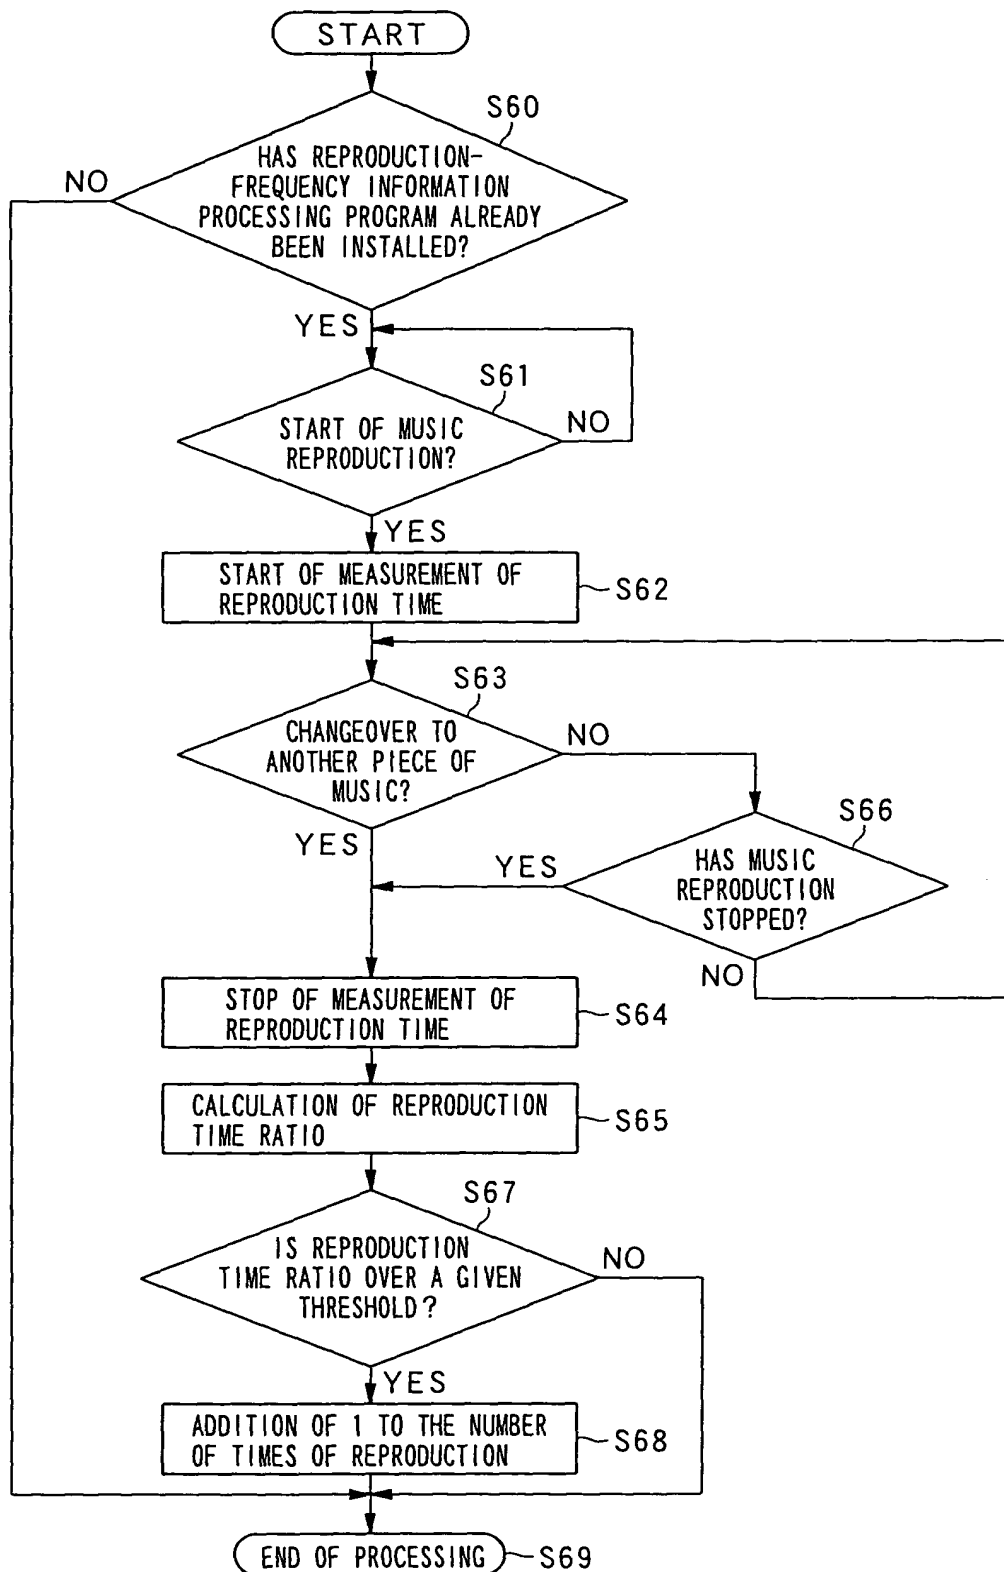 START
S60
HAS REPRODUCTION-
FREQUENCY INFORMATION
PROCESSING PROGRAM ALREADY
BEEN INSTALLED?
NO
YES
S61
START OF MUSIC
REPRODUCTION?
NO
YES
START OF MEASUREMENT OF
REPRODUCTION TIME
S62
S63
CHANGEOVER TO
ANOTHER PIECE OF
MUSIC?
NO
YES
S66
HAS MUSIC
REPRODUCTION
STOPPED?
YES
NO
STOP OF MEASUREMENT OF
REPRODUCTION TIME
S64
CALCULATION OF REPRODUCTION
TIME RATIO
S65
S67
IS REPRODUCTION
TIME RATIO OVER A GIVEN
THRESHOLD?
NO
YES
ADDITION OF 1 TO THE NUMBER
OF TIMES OF REPRODUCTION
S68
END OF PROCESSING
S69